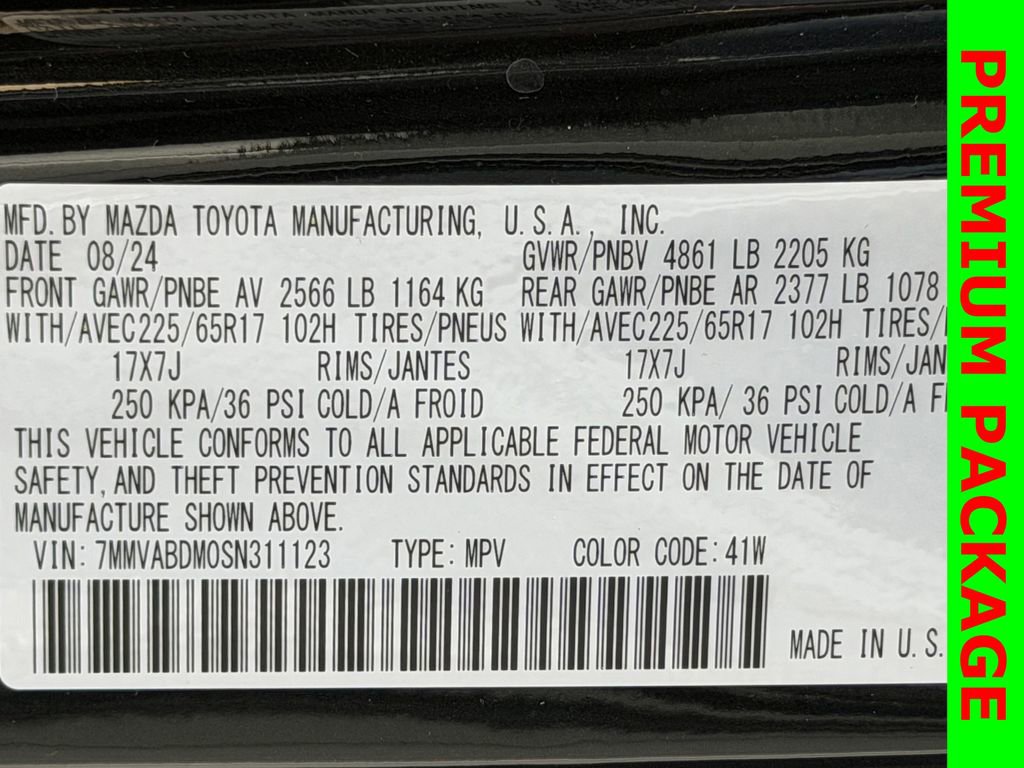 MFD. BY MAZDA TOYOTA MANUFACTURING, U.S.A., INC.
DATE 08/24 GVWR/PNBV 4861 LB 2205 KG
FRONT GAWR/PNBE AV 2566 LB 1164 KG REAR GAWR/PNBE AR 2377 LB 1078
WITH/AVEC225/65R17 102H TIRES/PNEUS WITH/AVEC225/65R17 102H TIRES/
17X7J RIMS/JANTES 17X7J RIMS/JAN
250 KPA/36 PSI COLD/A FROID 250 KPA/ 36 PSI COLD/A F
THIS VEHICLE CONFORMS TO ALL APPLICABLE FEDERAL MOTOR VEHICLE
SAFETY, AND THEFT PREVENTION STANDARDS IN EFFECT ON THE DATE OF
MANUFACTURE SHOWN ABOVE.
VIN: 7MMVABDM0SN311123 TYPE: MPV COLOR CODE: 41W
MADE IN U.S.
PREMIUM PACKAGE